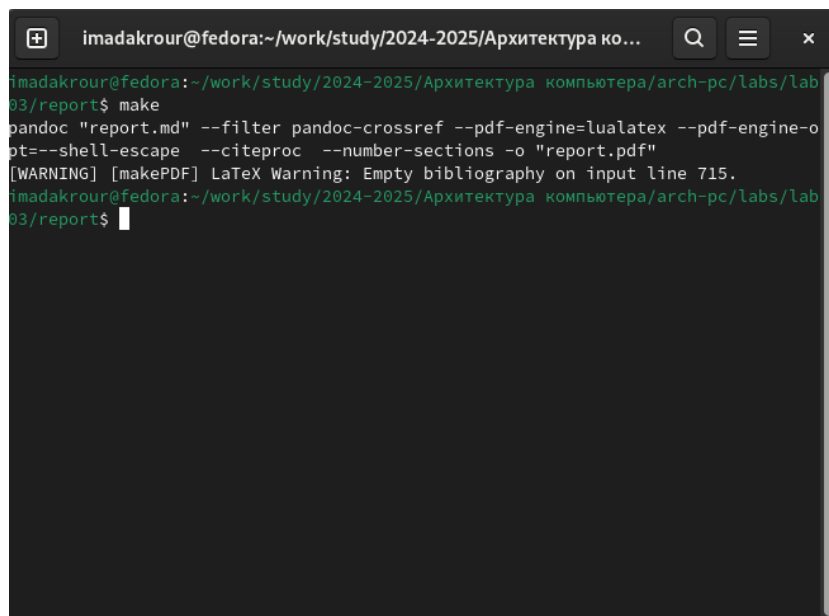 imadakrour@fedora:~/work/study/2024-2025/Архитектура ко...
imadakrour@fedora:~/work/study/2024-2025/Архитектура компьютера/arch-pc/labs/lab
03/report$ make
pandoc "report.md" --filter pandoc-crossref --pdf-engine=lualatex --pdf-engine-o
pt=--shell-escape  --citeproc  --number-sections -o "report.pdf"
[WARNING] [makePDF] LaTeX Warning: Empty bibliography on input line 715.
imadakrour@fedora:~/work/study/2024-2025/Архитектура компьютера/arch-pc/labs/lab
03/report$